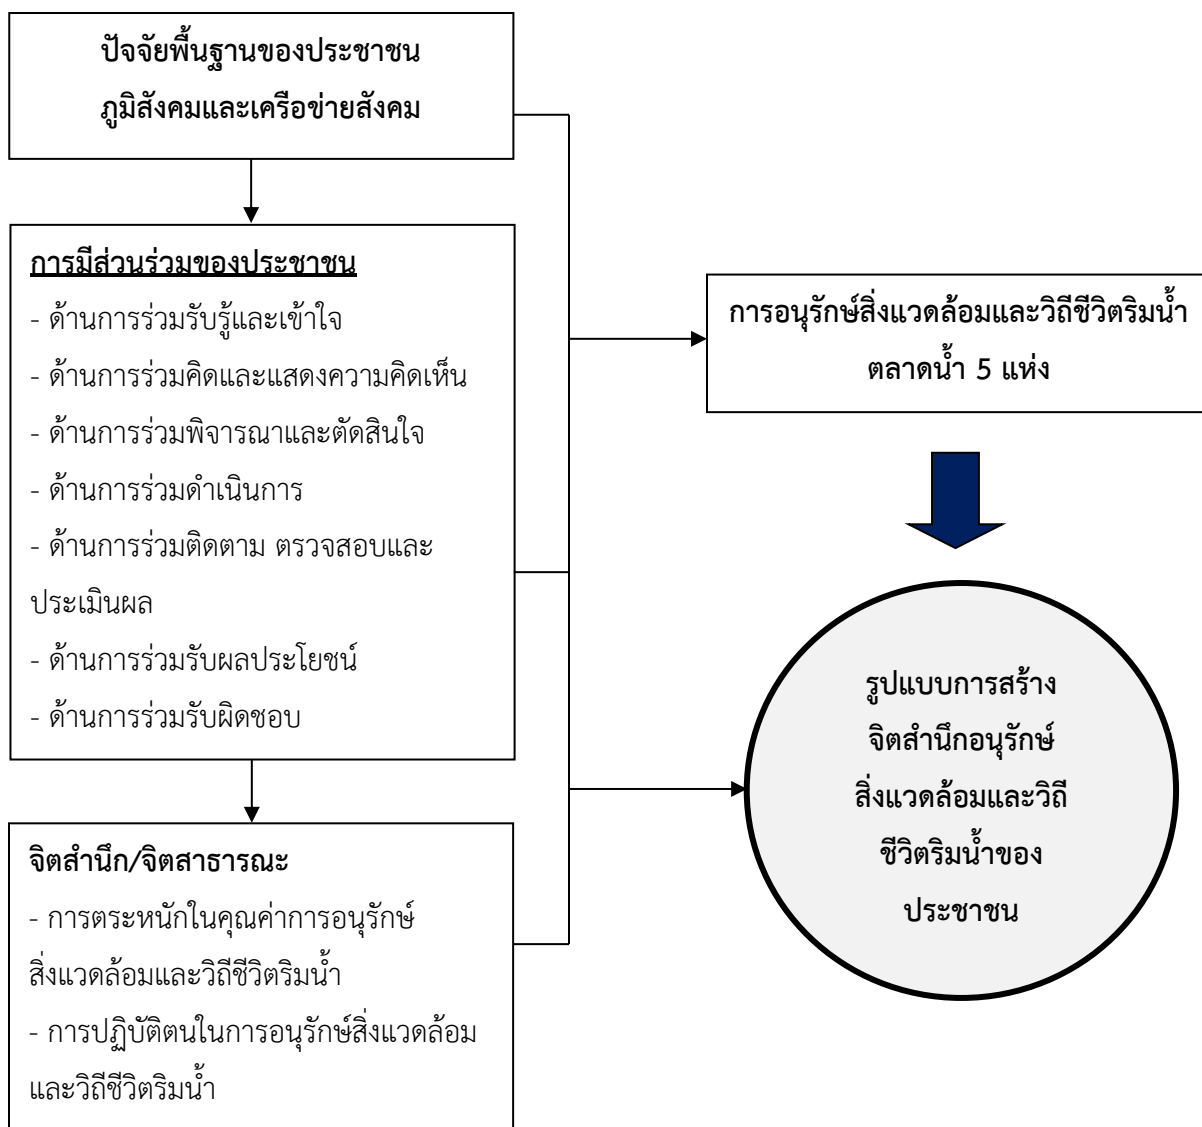 ปัจจัยพื้นฐานของประชาชน
ภูมิสังคมและเครือข่ายสังคม
การมีส่วนร่วมของประชาชน
- ด้านการร่วมรับรู้และเข้าใจ
- ด้านการร่วมคิดและแสดงความคิดเห็น
- ด้านการร่วมพิจารณาและตัดสินใจ
- ด้านการร่วมดำเนินการ
- ด้านการร่วมติดตาม ตรวจสอบและ
ประเมินผล
- ด้านการร่วมรับผลประโยชน์
- ด้านการร่วมรับผิดชอบ
จิตสำนึก/จิตสาธารณะ
- การตระหนักในคุณค่าการอนุรักษ์
สิ่งแวดล้อมและวิถีชีวิตริมน้ำ
- การปฏิบัติตนในการอนุรักษ์สิ่งแวดล้อม
และวิถีชีวิตริมน้ำ
การอนุรักษ์สิ่งแวดล้อมและวิถีชีวิตริมน้ำ
ตลาดน้ำ 5 แห่ง
รูปแบบการสร้าง
จิตสำนึกอนุรักษ์
สิ่งแวดล้อมและวิถี
ชีวิตริมน้ำของ
ประชาชน